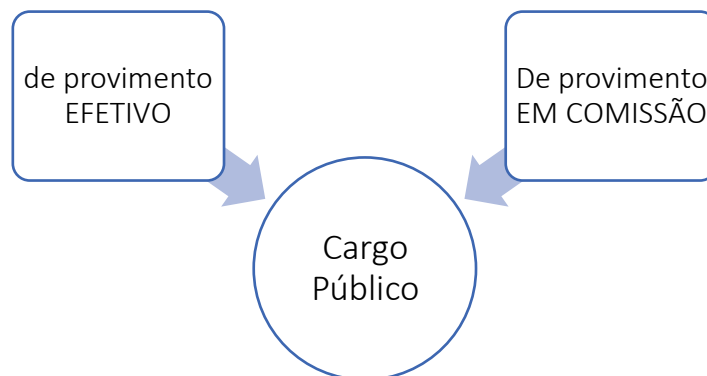 de provimento
EFETIVO
De provimento
EM COMISSÃO
Cargo
Público